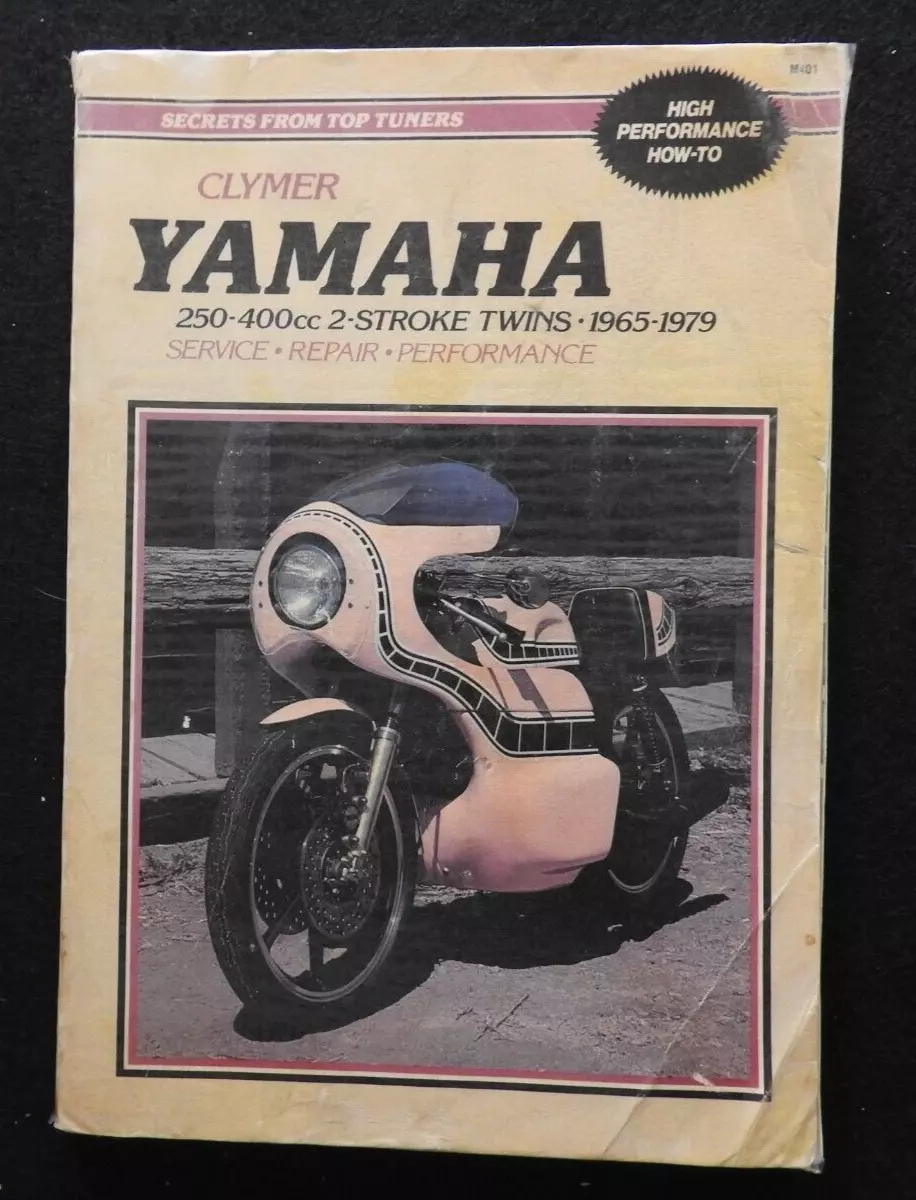 M401
SECRETS FROM TOP TUNERS
HIGH
PERFORMANCE
HOW-TO
CLYMER
YAMAHA
250-400cc 2-STROKE TWINS • 1965-1979
SERVICE • REPAIR • PERFORMANCE